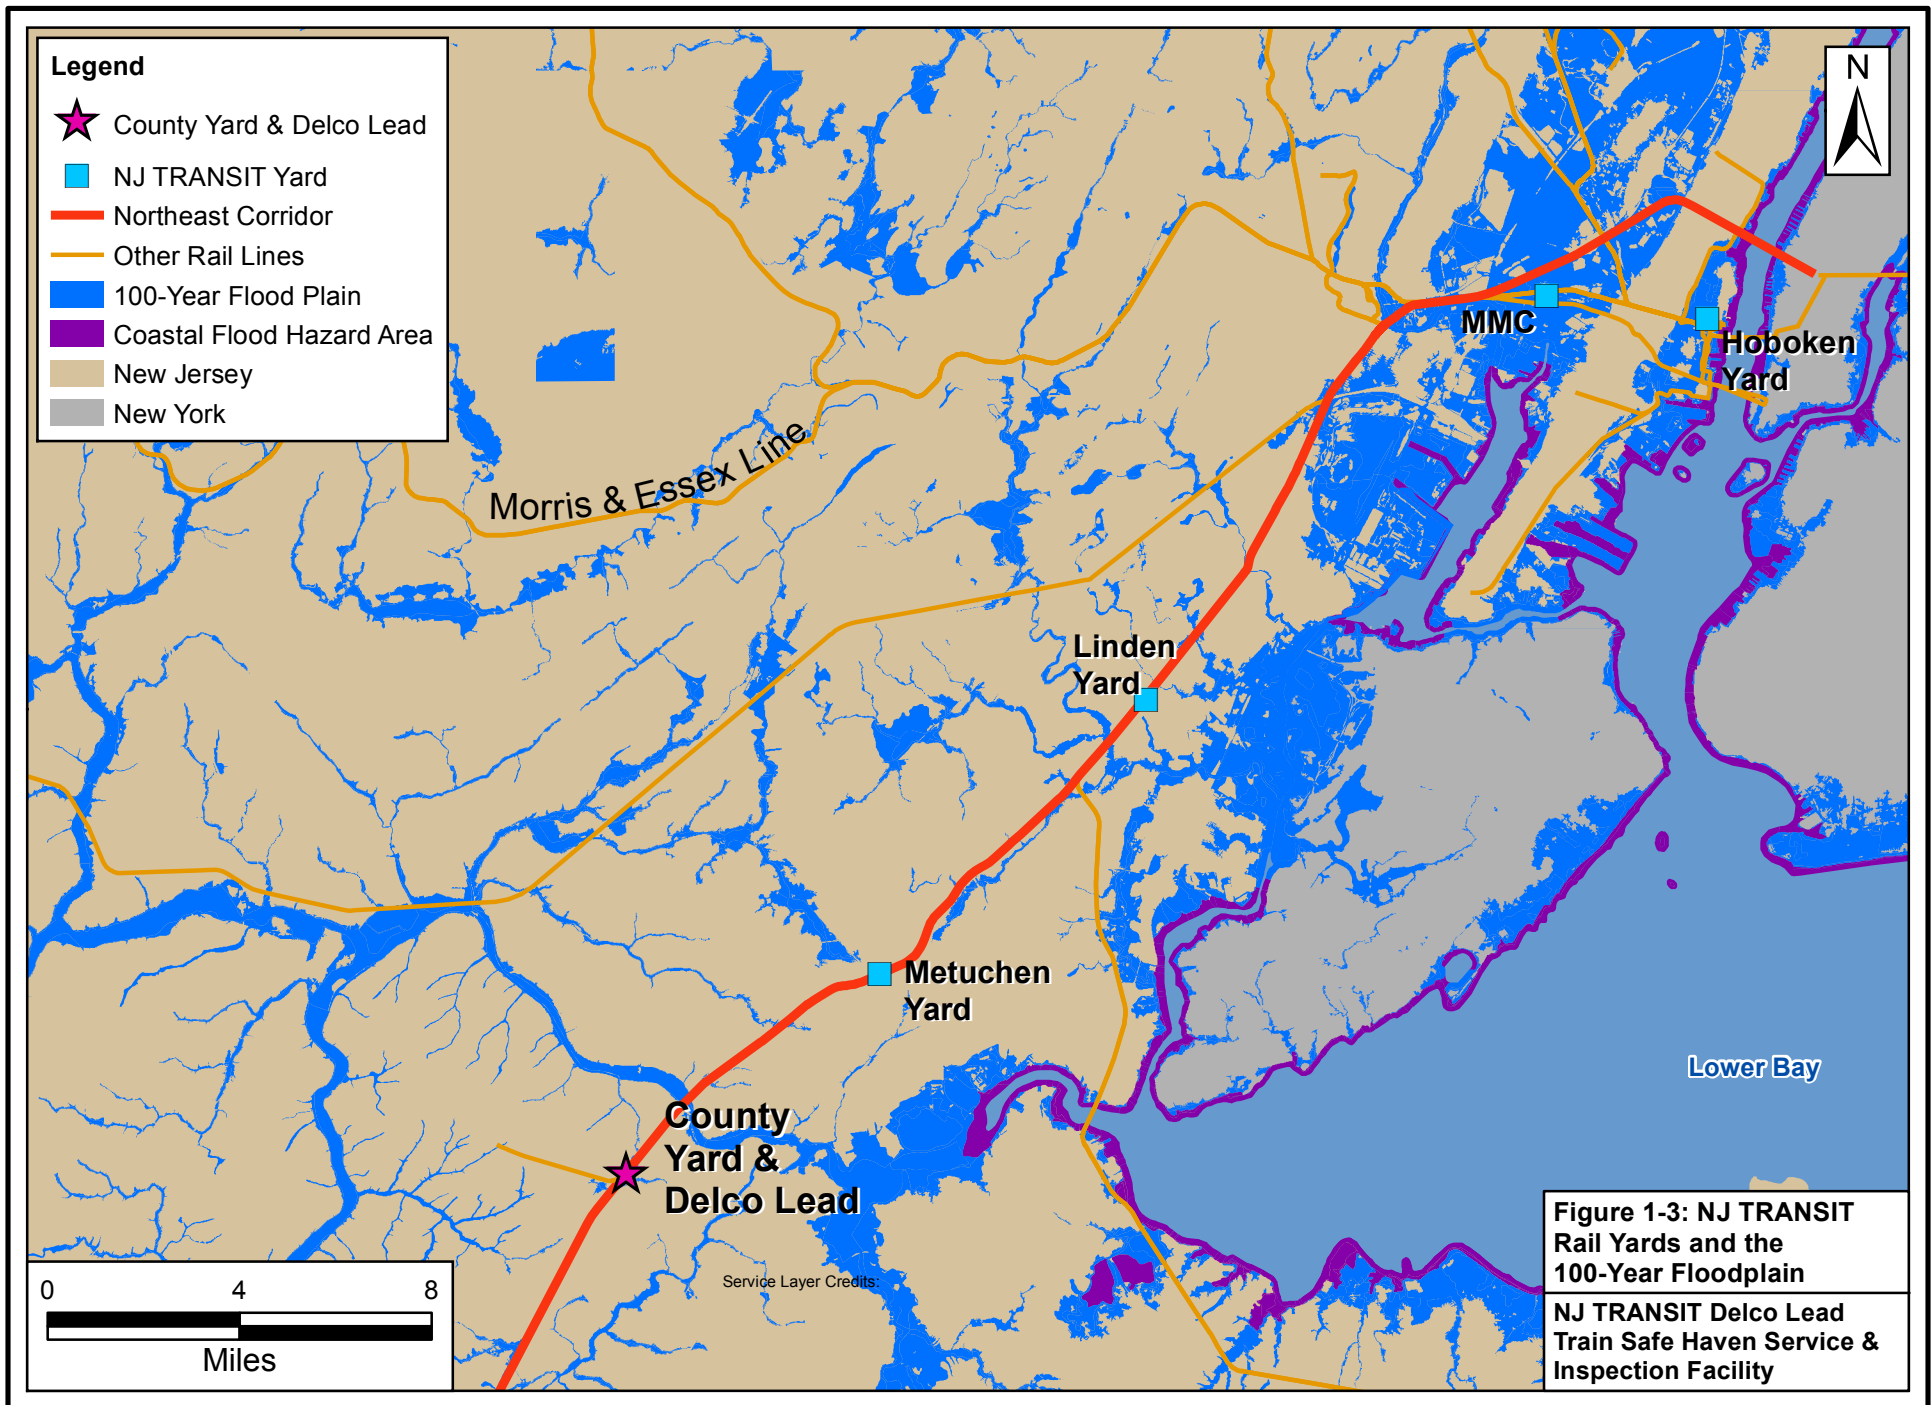 Legend
County Yard & Delco Lead
NJ TRANSIT Yard
Northeast Corridor
Other Rail Lines
100-Year Flood Plain
Coastal Flood Hazard Area
New Jersey
New York
N
MMC
Hoboken
Yard
Morris & Essex Line
Linden
Yard
Metuchen
Yard
Lower Bay
County
Yard &
Delco Lead
Service Layer Credits:
0 4 8
Miles
Figure 1-3: NJ TRANSIT
Rail Yards and the
100-Year Floodplain
NJ TRANSIT Delco Lead
Train Safe Haven Service &
Inspection Facility